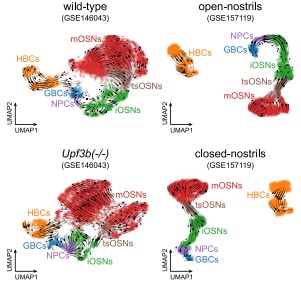 wild-type
(GSE146043)
HBCs
mOSNs
GBCs
NPCs
tsOSNs
iOSNs
UMAP2
UMAP1
open-nostrils
(GSE157119)
HBCs
NPCs
GBCs
iOSNs
tsOSNs
mOSNs
UMAP2
UMAP1
Upf3b(-/-)
(GSE146043)
mOSNs
HBCs
tsOSNs
GBCs
NPCs
iOSNs
UMAP2
UMAP1
closed-nostrils
(GSE157119)
mOSNs
HBCs
tsOSNs
iOSNs
NPCs
GBCs
UMAP2
UMAP1